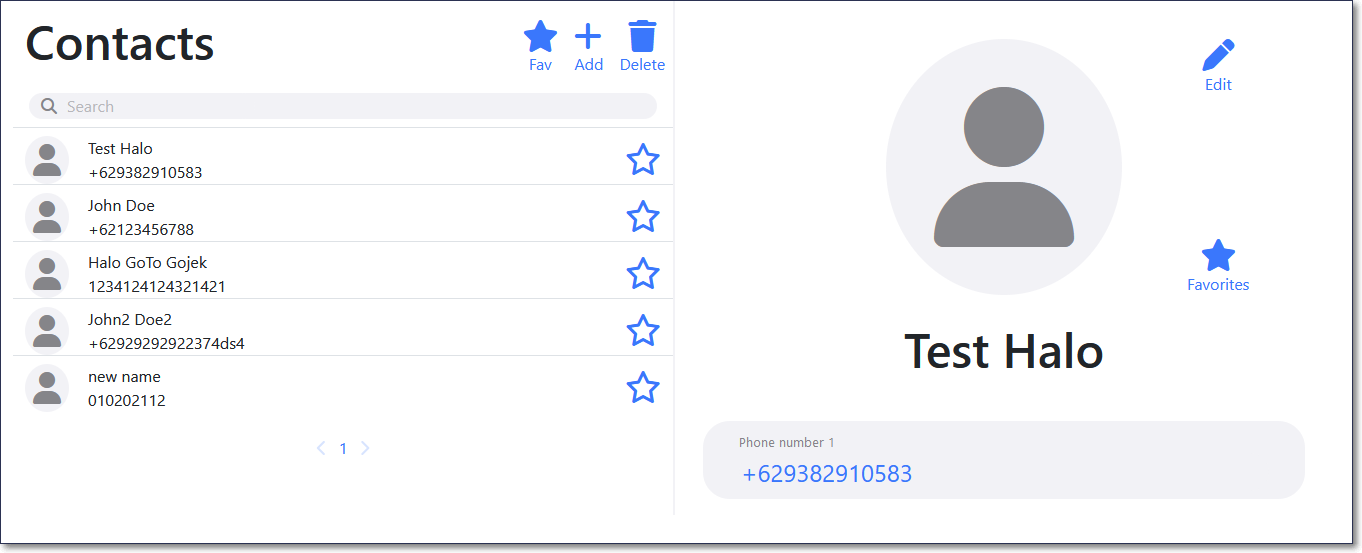 Contacts
Fav
Add
Delete
Search
Test Halo
+629382910583
John Doe
+62123456788
Halo GoTo Gojek
1234124124321421
John2 Doe2
+62929292922374ds4
new name
010202112
1
Edit
Favorites
Test Halo
Phone number 1
+629382910583